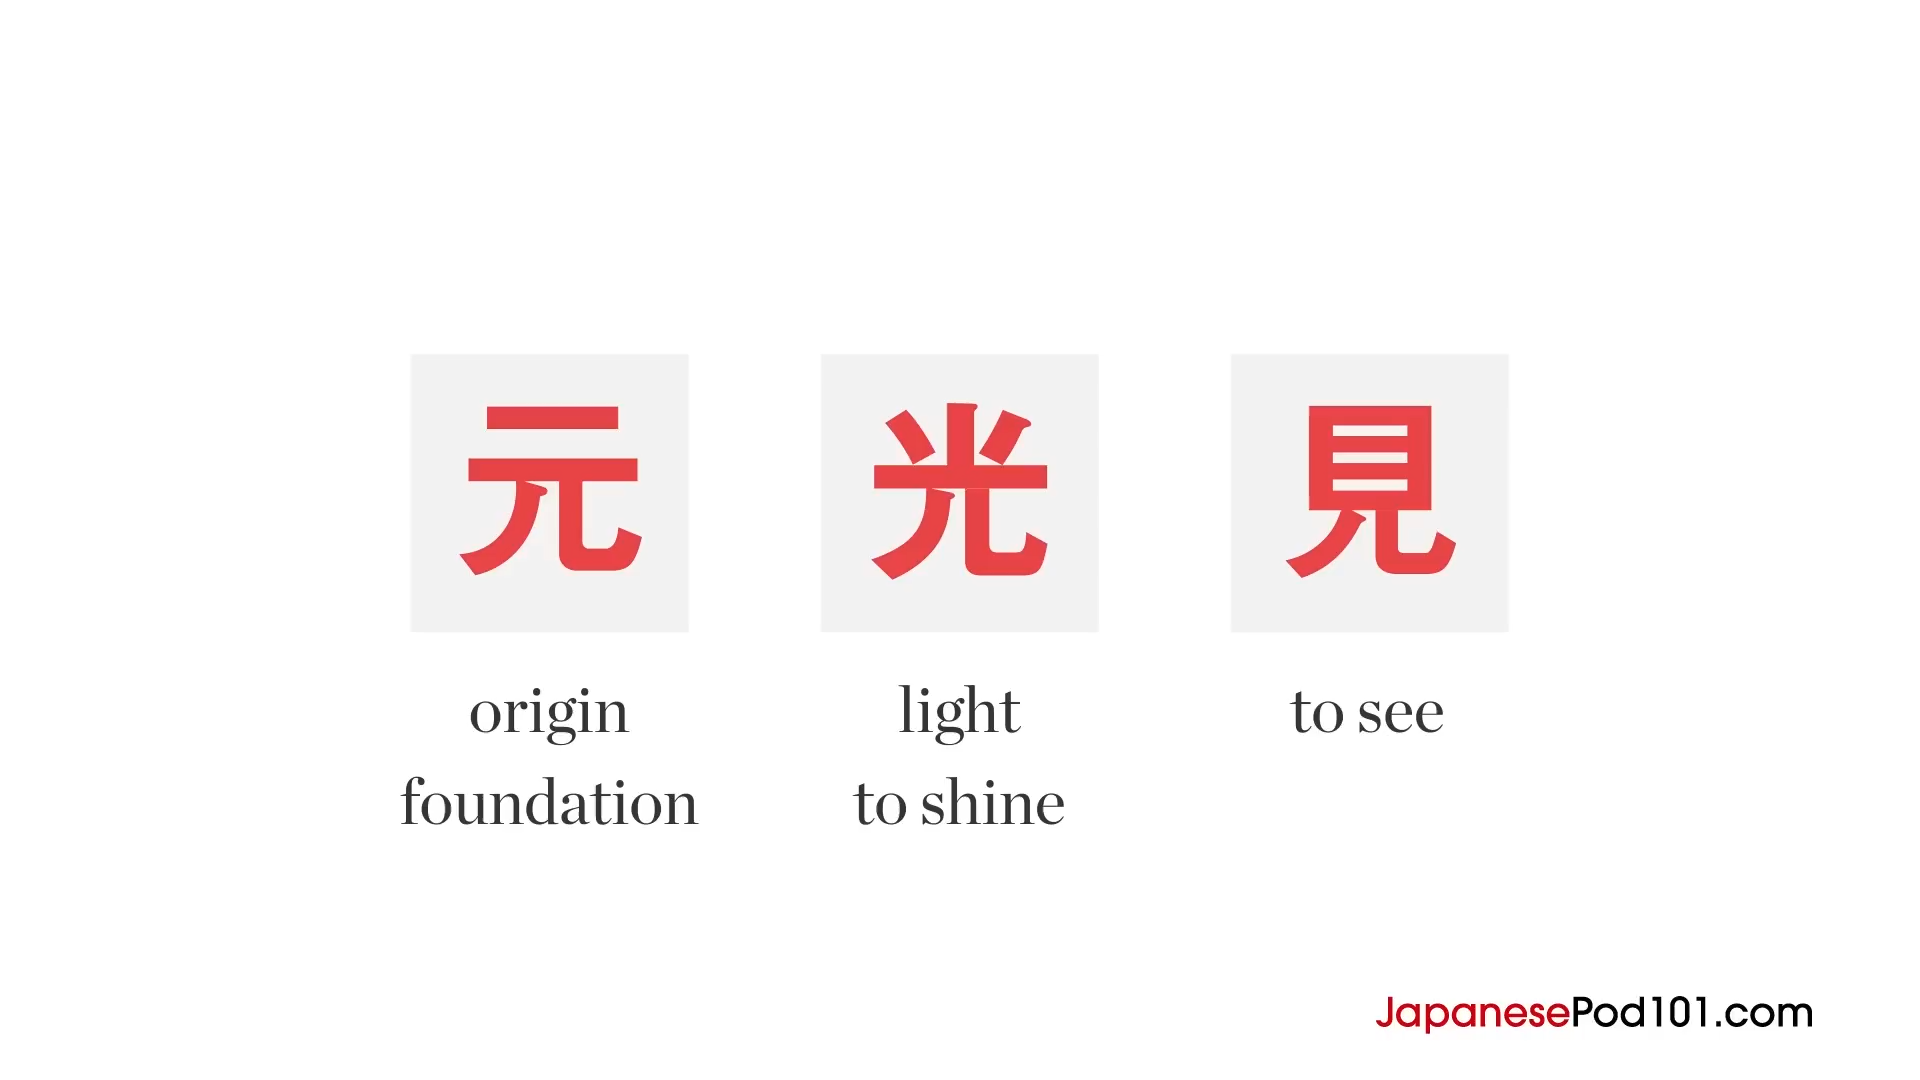 元 光 見
origin light to see
foundation to shine
JapanesePod101.com